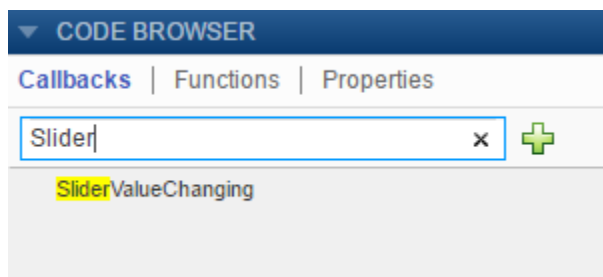 CODE BROWSER
Callbacks | Functions | Properties
Slider
SliderValueChanging